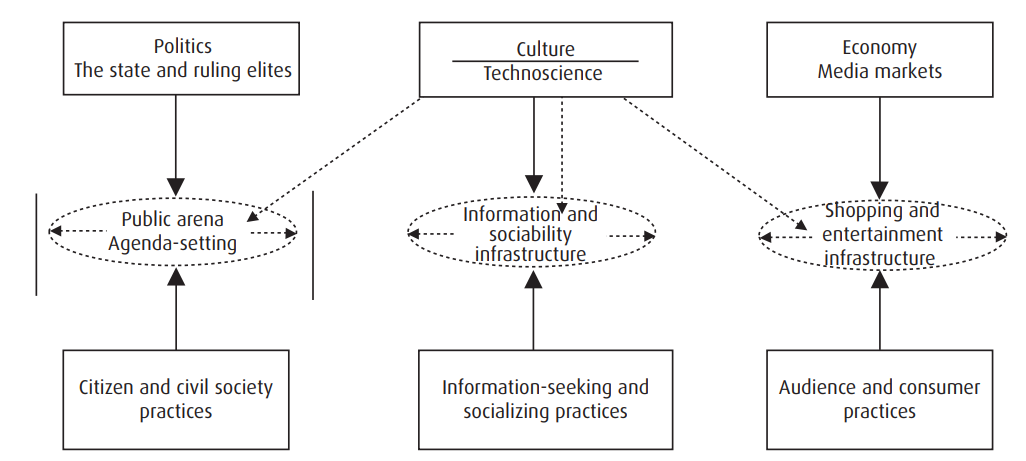 Politics
The state and ruling elites
Culture
Technoscience
Economy
Media markets
Public arena
Agenda-setting
Information and
sociability
infrastructure
Shopping and
entertainment
infrastructure
Citizen and civil society
practices
Information-seeking and
socializing practices
Audience and consumer
practices